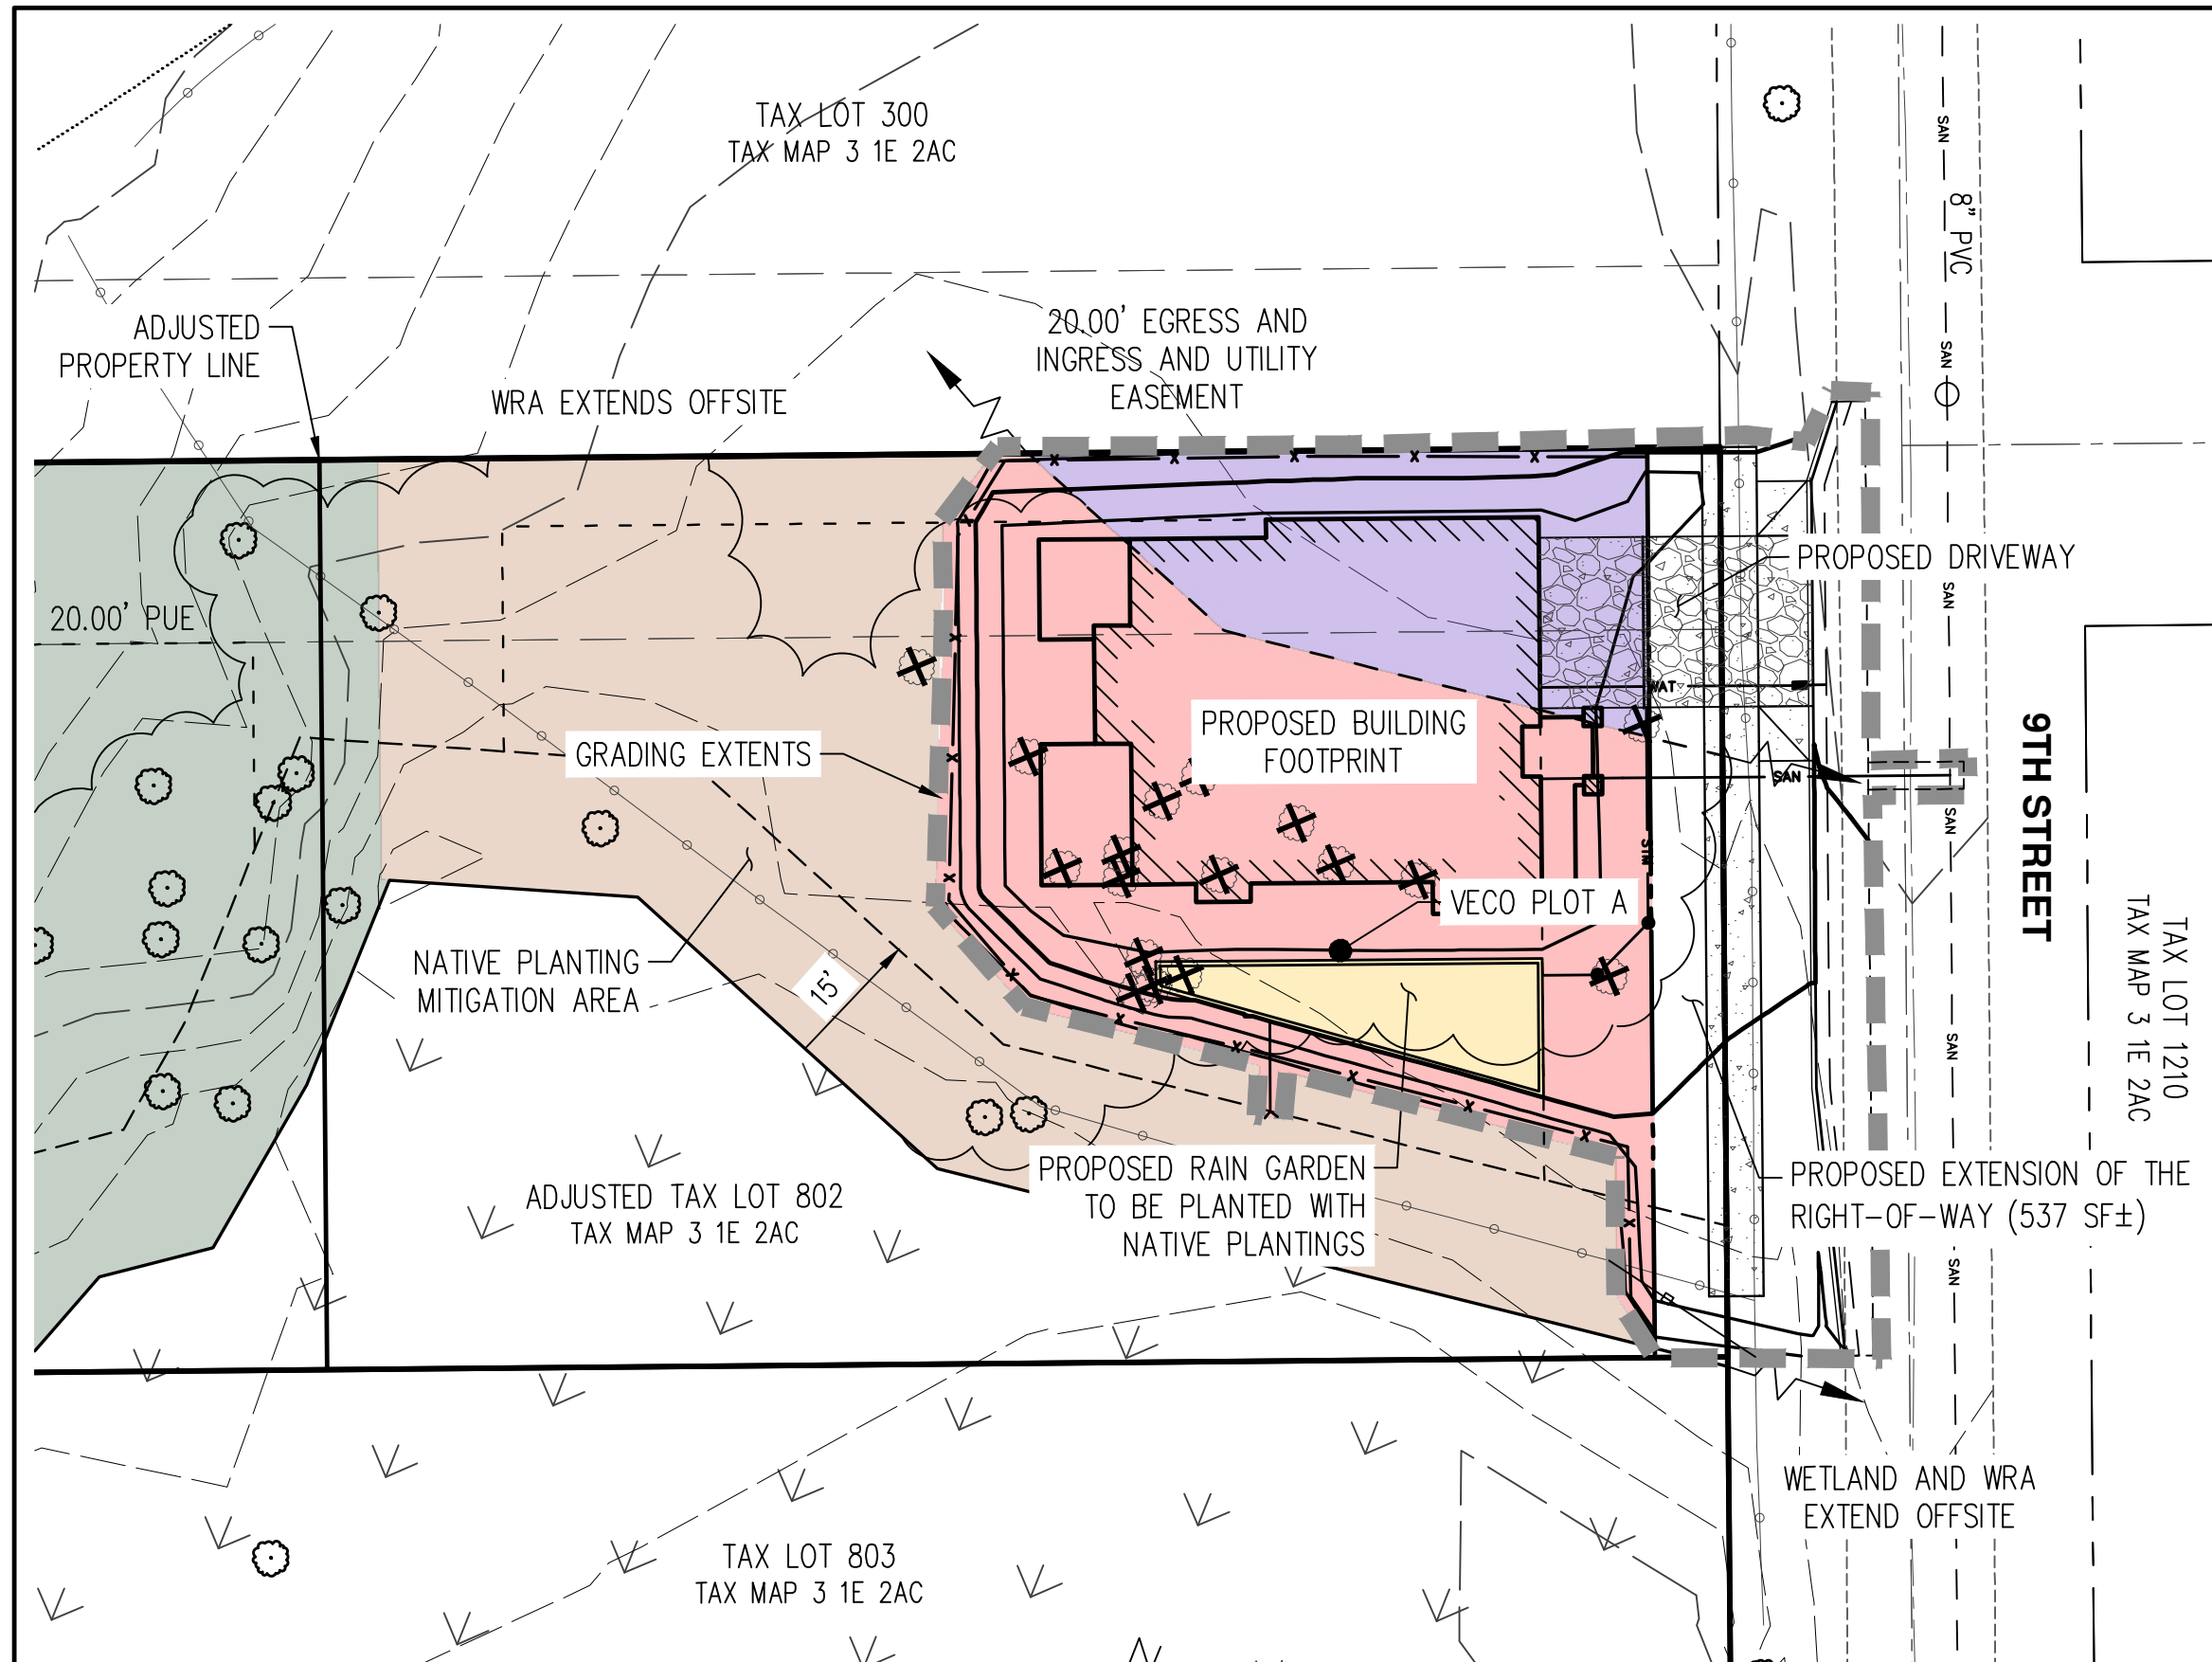 TAX LOT 300
TAX MAP 3 1E 2AC
SAN
8" PVC
ADJUSTED
PROPERTY LINE
20.00' EGRESS AND
INGRESS AND UTILITY
EASEMENT
WRA EXTENDS OFFSITE
SAN
PROPOSED DRIVEWAY
SAN
20.00' PUE
WAT
PROPOSED BUILDING
FOOTPRINT
GRADING EXTENTS
SAN
SAN
9TH STREET
STM
VECO PLOT A
TAX LOT 1210
TAX MAP 3 1E 2AC
NATIVE PLANTING
MITIGATION AREA
15'
SAN
PROPOSED RAIN GARDEN
TO BE PLANTED WITH
NATIVE PLANTINGS
PROPOSED EXTENSION OF THE
RIGHT-OF-WAY (537 SF±)
ADJUSTED TAX LOT 802
TAX MAP 3 1E 2AC
SAN
WETLAND AND WRA
EXTEND OFFSITE
TAX LOT 803
TAX MAP 3 1E 2AC